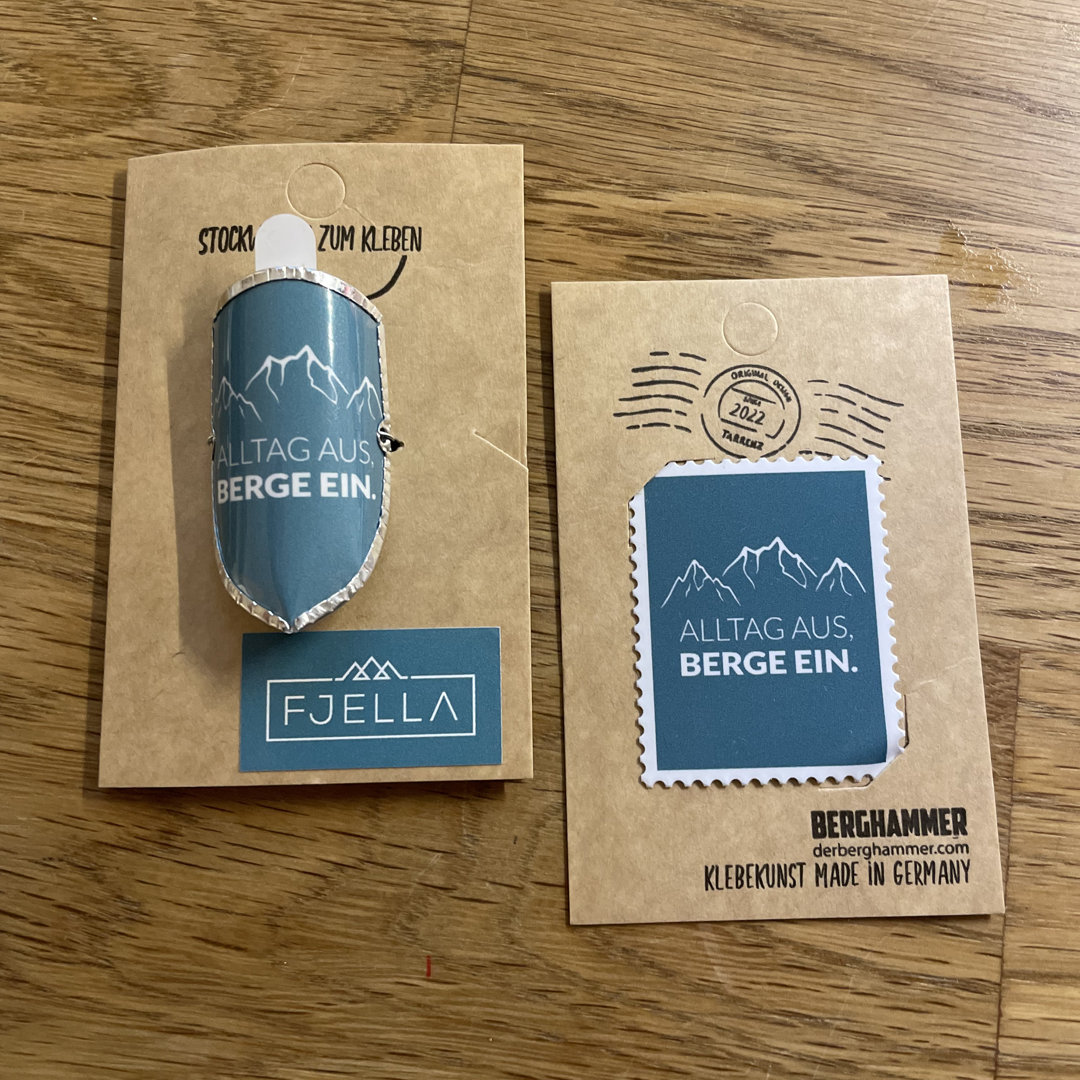 STOCK ZUM KLEBEN
ALLTAG AUS,
BERGE EIN.
FJELLA
ORIGINAL DESIGN
2022
TARRENZ
ALLTAG AUS,
BERGE EIN.
BERGHAMMER
derberghammer.com
KLEBEKUNST MADE IN GERMANY